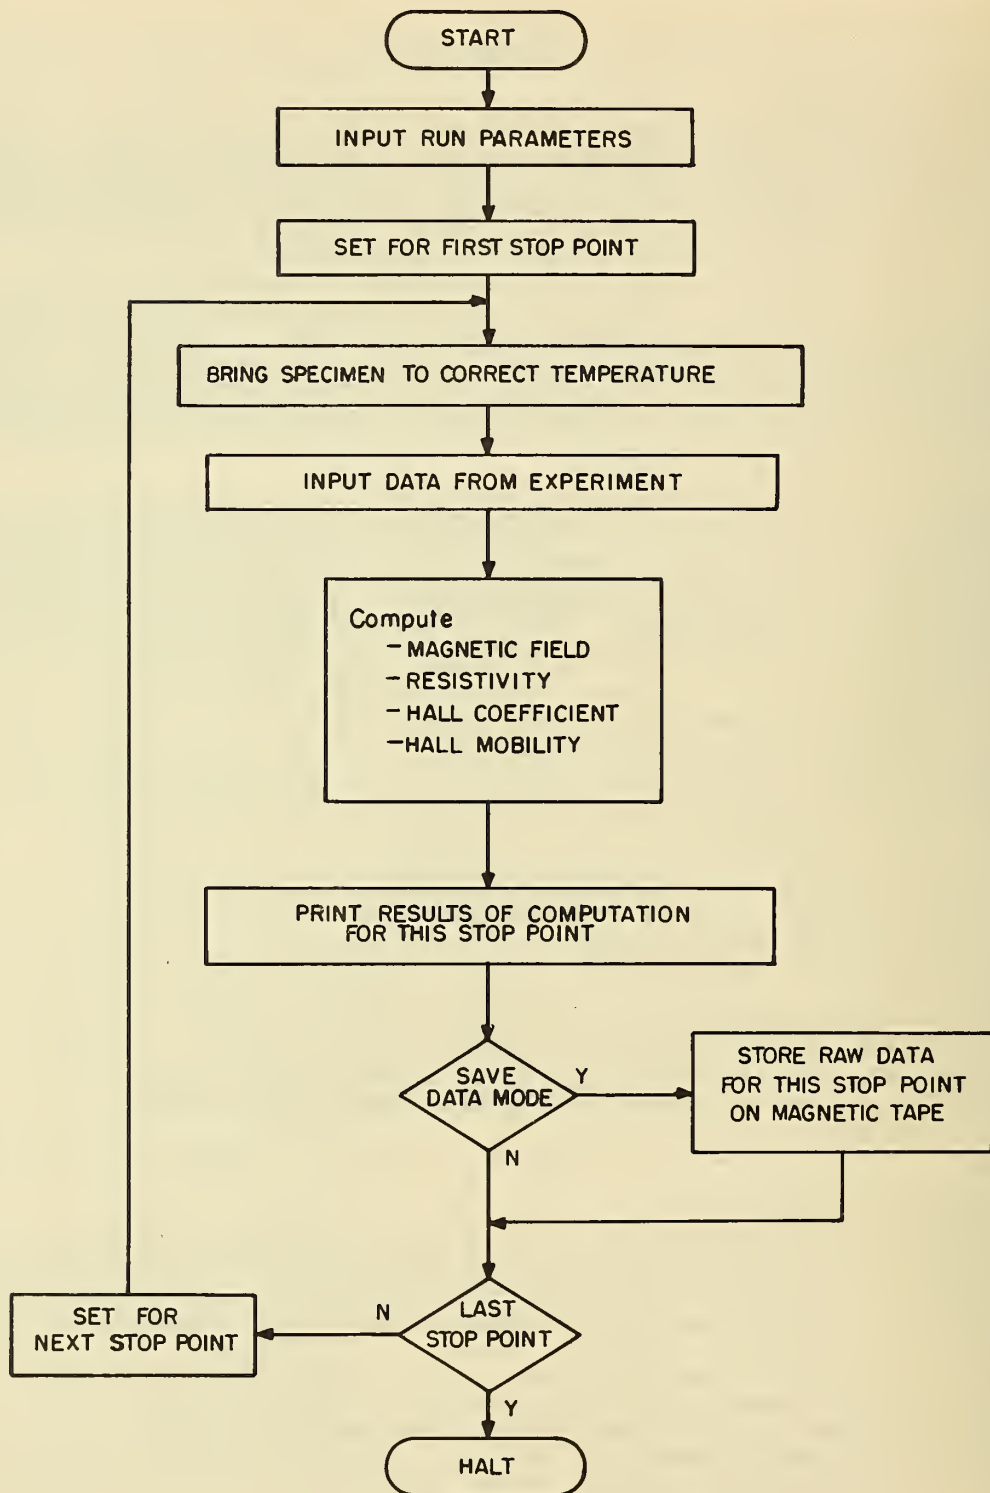 START
INPUT RUN PARAMETERS
SET FOR FIRST STOP POINT
BRING SPECIMEN TO CORRECT TEMPERATURE
INPUT DATA FROM EXPERIMENT
Compute
- MAGNETIC FIELD
- RESISTIVITY
- HALL COEFFICIENT
- HALL MOBILITY
PRINT RESULTS OF COMPUTATION
FOR THIS STOP POINT
SAVE
DATA MODE
Y
N
STORE RAW DATA
FOR THIS STOP POINT
ON MAGNETIC TAPE
LAST
STOP POINT
N
Y
SET FOR
NEXT STOP POINT
HALT